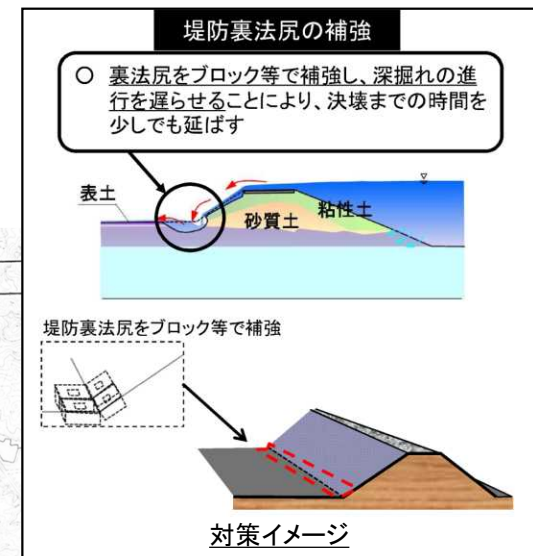 堤防裏法尻の補強
○ 裏法尻をブロック等で補強し、深掘れの進
行を遅らせることにより、決壊までの時間を
少しでも延ばす
表土
砂質土
粘性土
堤防裏法尻をブロック等で補強
対策イメージ